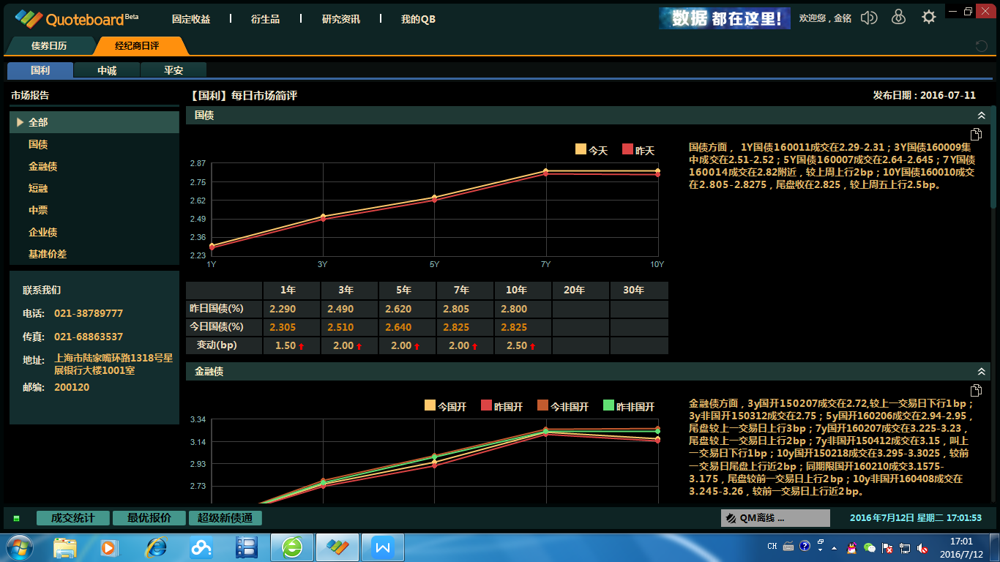 Quoteboard Beta
固定收益 衍生品 研究资讯 我的QB
数据 都在这里!
欢迎您，金铭
债券日历 经纪商日评
国利 中诚 平安
市场报告
全部
国债
金融债
短融
中票
企业债
基准价差
联系我们
电话: 021-38789777
传真: 021-68863537
地址: 上海市陆家嘴环路1318号星
展银行大楼1001室
邮编: 200120
【国利】每日市场简评
发布日期：2016-07-11
国债
今天 昨天
2.87
2.75
2.62
2.49
2.36
2.23
1Y 3Y 5Y 7Y 10Y
国债方面， 1Y国债160011成交在2.29-2.31；3Y国债160009集
中成交在2.51-2.52；5Y国债160007成交在2.64-2.645；7Y国债
160014成交在2.82附近，较上周上行2bp；10Y国债160010成交
在2.805-2.8275，尾盘收在2.825，较上周五上行2.5bp。
1年 3年 5年 7年 10年 20年 30年
昨日国债(%) 2.290 2.490 2.620 2.805 2.800
今日国债(%) 2.305 2.510 2.640 2.825 2.825
变动(bp) 1.50 2.00 2.00 2.00 2.50
金融债
今国开 昨国开 今非国开 昨非国开
3.34
3.14
2.93
2.73
金融债方面，3y国开150207成交在2.72,较上一交易日下行1bp；
3y非国开150312成交在2.75；5y国开160206成交在2.94-2.95，
尾盘较上一交易日上行3bp；7y国开160207成交在3.225-3.23，
尾盘较上一交易日上行2bp；7y非国开150412成交在3.15，叫上
一交易日下行1bp；10y国开150218成交在3.295-3.3025，较前
一交易日尾盘上行近2bp；同期限国开160210成交3.1575-
3.175，尾盘较前一交易日上行2bp；10y非国开160408成交在
3.245-3.26，较前一交易日上行近2bp。
成交统计 最优报价 超级新债通
QM离线 ...
2016年7月12日 星期二 17:01:53
CH
17:01
2016/7/12